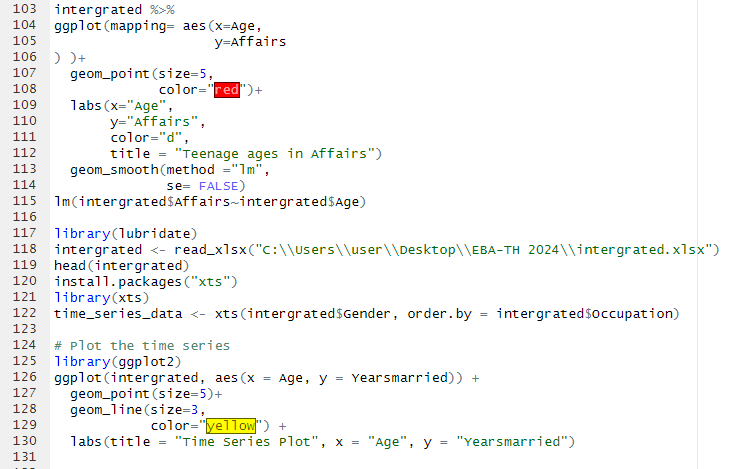 103 intergrated %>%
104 ggplot(mapping= aes(x=Age,
105                     y=Affairs
106 ) )+
107   geom_point(size=5,
108              color="red")+
109   labs(x="Age",
110        y="Affairs",
111        color="d",
112        title = "Teenage ages in Affairs")
113   geom_smooth(method ="lm",
114               se= FALSE)
115 lm(intergrated$Affairs~intergrated$Age)
116
117 library(lubridate)
118 intergrated <- read_xlsx("C:\\Users\\user\\Desktop\\EBA-TH 2024\\intergrated.xlsx")
119 head(intergrated)
120 install.packages("xts")
121 library(xts)
122 time_series_data <- xts(intergrated$Gender, order.by = intergrated$Occupation)
123
124 # Plot the time series
125 library(ggplot2)
126 ggplot(intergrated, aes(x = Age, y = Yearsmarried)) +
127   geom_point(size=5)+
128   geom_line(size=3,
129             color="yellow") +
130   labs(title = "Time Series Plot", x = "Age", y = "Yearsmarried")
131